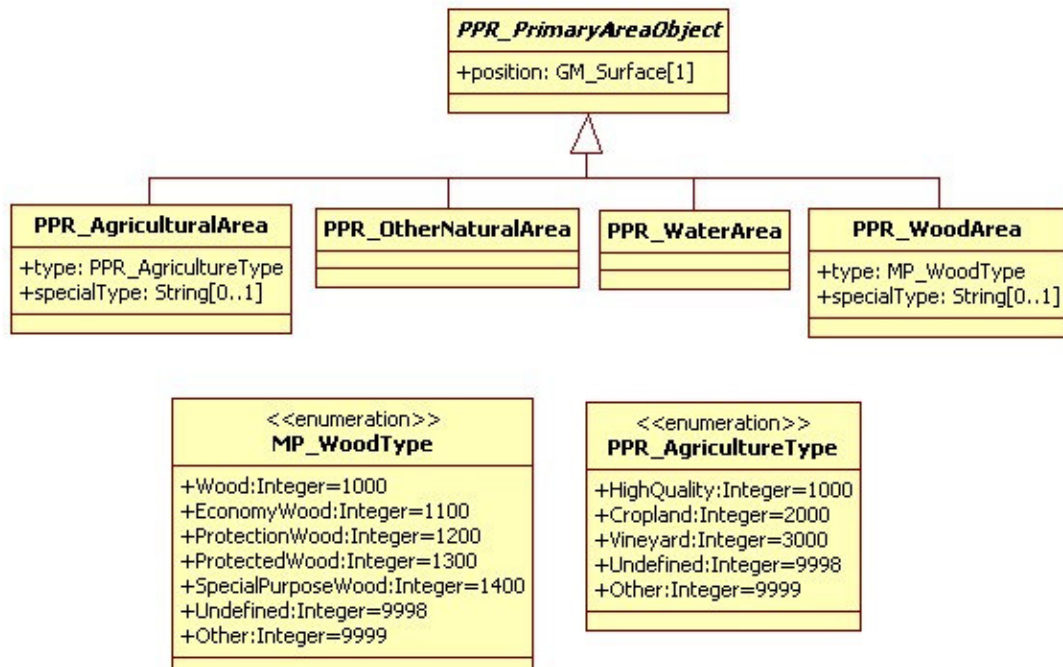 PPR_PrimaryAreaObject
+position: GM_Surface[1]
PPR_AgriculturalArea
+type: PPR_AgricultureType
+specialType: String[0..1]
PPR_OtherNaturalArea
PPR_WaterArea
PPR_WoodArea
+type: MP_WoodType
+specialType: String[0..1]
<<enumeration>>
MP_WoodType
+Wood:Integer=1000
+EconomyWood:Integer=1100
+ProtectionWood:Integer=1200
+ProtectedWood:Integer=1300
+SpecialPurposeWood:Integer=1400
+Undefined:Integer=9998
+Other:Integer=9999
<<enumeration>>
PPR_AgricultureType
+HighQuality:Integer=1000
+Cropland:Integer=2000
+Vineyard:Integer=3000
+Undefined:Integer=9998
+Other:Integer=9999